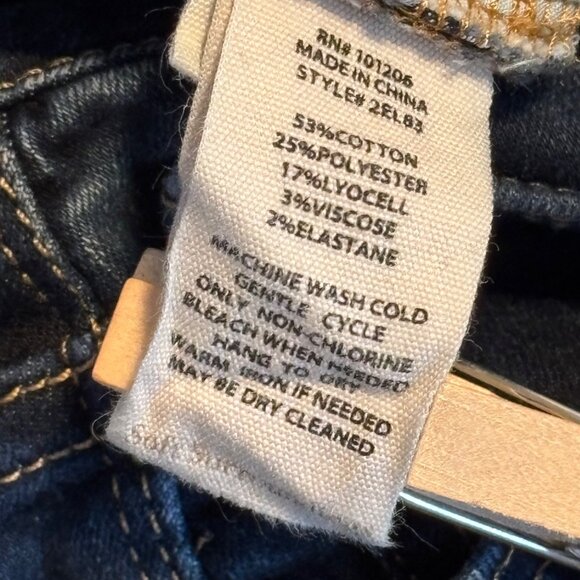 RN# 101206
MADE IN CHINA
STYLE# 2EL83
53%COTTON
25%POLYESTER
17%LYOCELL
3%VISCOSE
2%ELASTANE
MACHINE WASH COLD
GENTLE CYCLE
ONLY NON-CHLORINE
BLEACH WHEN NEEDED
HANG TO DRY
WARM IRON IF NEEDED
MAY BE DRY CLEANED